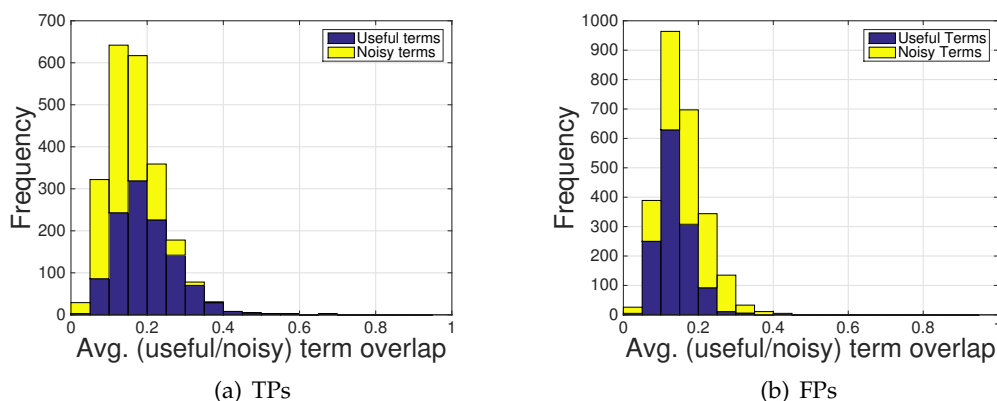 700
600
500
400
300
200
100
0
Frequency
Useful terms
Noisy terms
0 0.2 0.4 0.6 0.8 1
Avg. (useful/noisy) term overlap
(a) TPs
1000
900
800
700
600
500
400
300
200
100
0
Frequency
Useful Terms
Noisy Terms
0 0.2 0.4 0.6 0.8 1
Avg. (useful/noisy) term overlap
(b) FPs